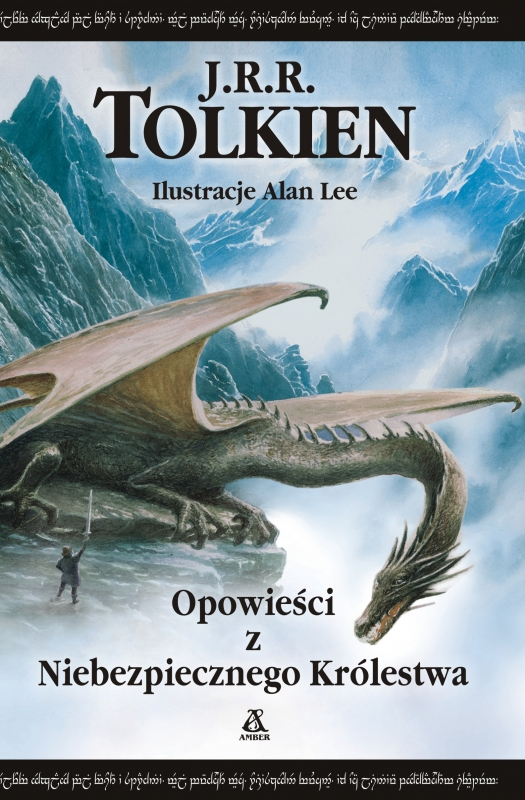 J.R.R.
TOLKIEN
Ilustracje Alan Lee
Opowieści
z
Niebezpiecznego Królestwa
AMBER